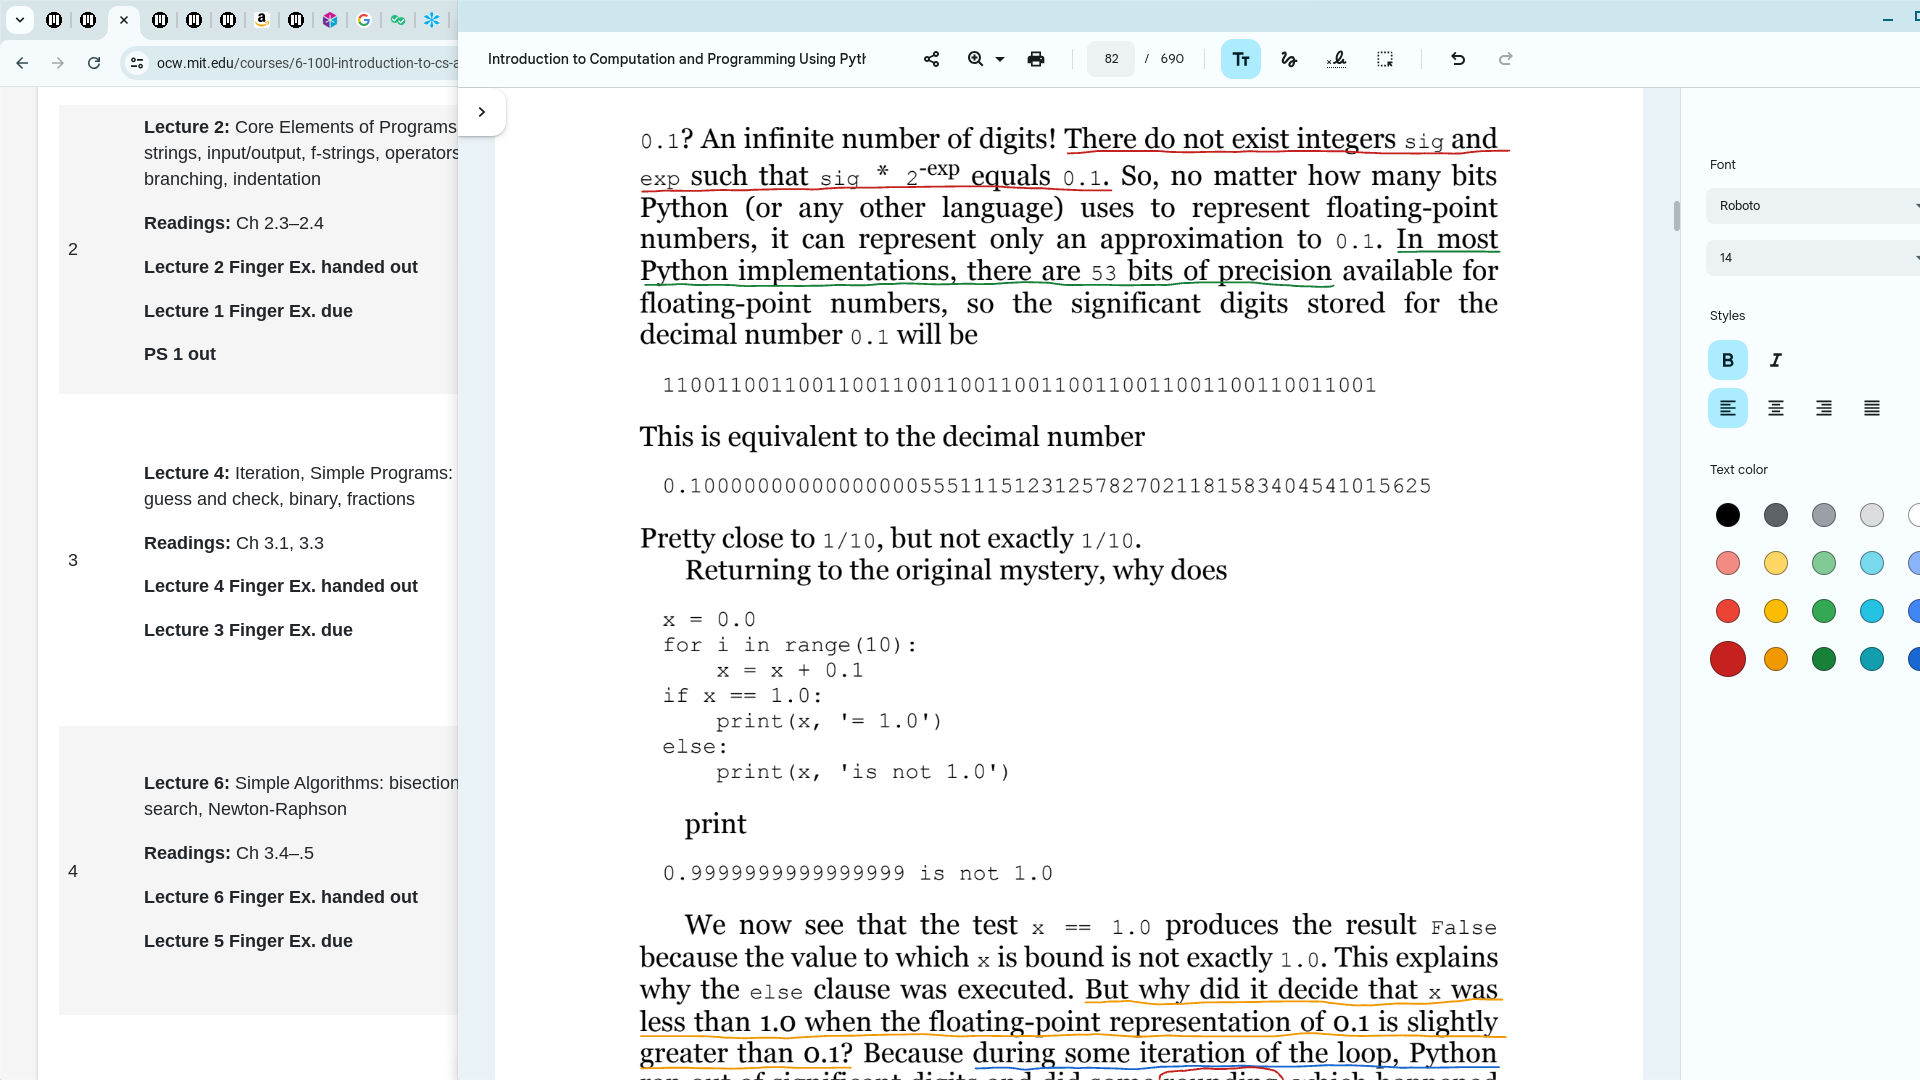 ocw.mit.edu/courses/6-100l-introduction-to-cs-a
Lecture 2: Core Elements of Programs
strings, input/output, f-strings, operators
branching, indentation
Readings: Ch 2.3–2.4
2
Lecture 2 Finger Ex. handed out
Lecture 1 Finger Ex. due
PS 1 out
Lecture 4: Iteration, Simple Programs:
guess and check, binary, fractions
Readings: Ch 3.1, 3.3
3
Lecture 4 Finger Ex. handed out
Lecture 3 Finger Ex. due
Lecture 6: Simple Algorithms: bisection
search, Newton-Raphson
Readings: Ch 3.4–.5
4
Lecture 6 Finger Ex. handed out
Lecture 5 Finger Ex. due
Introduction to Computation and Programming Using Pyth
82 / 690
0.1? An infinite number of digits! There do not exist integers sig and
exp such that sig * 2-exp equals 0.1. So, no matter how many bits
Python (or any other language) uses to represent floating-point
numbers, it can represent only an approximation to 0.1. In most
Python implementations, there are 53 bits of precision available for
floating-point numbers, so the significant digits stored for the
decimal number 0.1 will be
11001100110011001100110011001100110011001100110011001
This is equivalent to the decimal number
0.1000000000000000055511151231257827021181583404541015625
Pretty close to 1/10, but not exactly 1/10.
Returning to the original mystery, why does
x = 0.0
for i in range(10):
x = x + 0.1
if x == 1.0:
print(x, '= 1.0')
else:
print(x, 'is not 1.0')
print
0.9999999999999999 is not 1.0
We now see that the test x == 1.0 produces the result False
because the value to which x is bound is not exactly 1.0. This explains
why the else clause was executed. But why did it decide that x was
less than 1.0 when the floating-point representation of 0.1 is slightly
greater than 0.1? Because during some iteration of the loop, Python
ran out of significant digits and did some rounding, which happened
Font
Roboto
14
Styles
B I
Text color